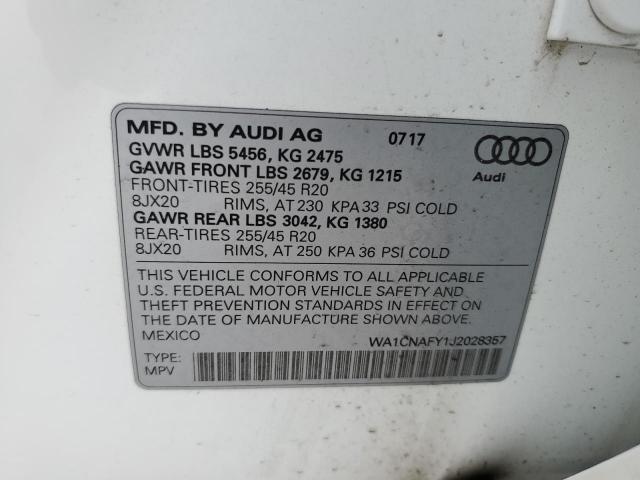 MFD. BY AUDI AG 0717
GVWR LBS 5456, KG 2475
GAWR FRONT LBS 2679, KG 1215
FRONT-TIRES 255/45 R20
8JX20 RIMS, AT 230 KPA 33 PSI COLD
GAWR REAR LBS 3042, KG 1380
REAR-TIRES 255/45 R20
8JX20 RIMS, AT 250 KPA 36 PSI COLD
Audi
THIS VEHICLE CONFORMS TO ALL APPLICABLE
U.S. FEDERAL MOTOR VEHICLE SAFETY AND
THEFT PREVENTION STANDARDS IN EFFECT ON
THE DATE OF MANUFACTURE SHOWN ABOVE.
MEXICO
WA1CNAFY1J2028357
TYPE:
MPV